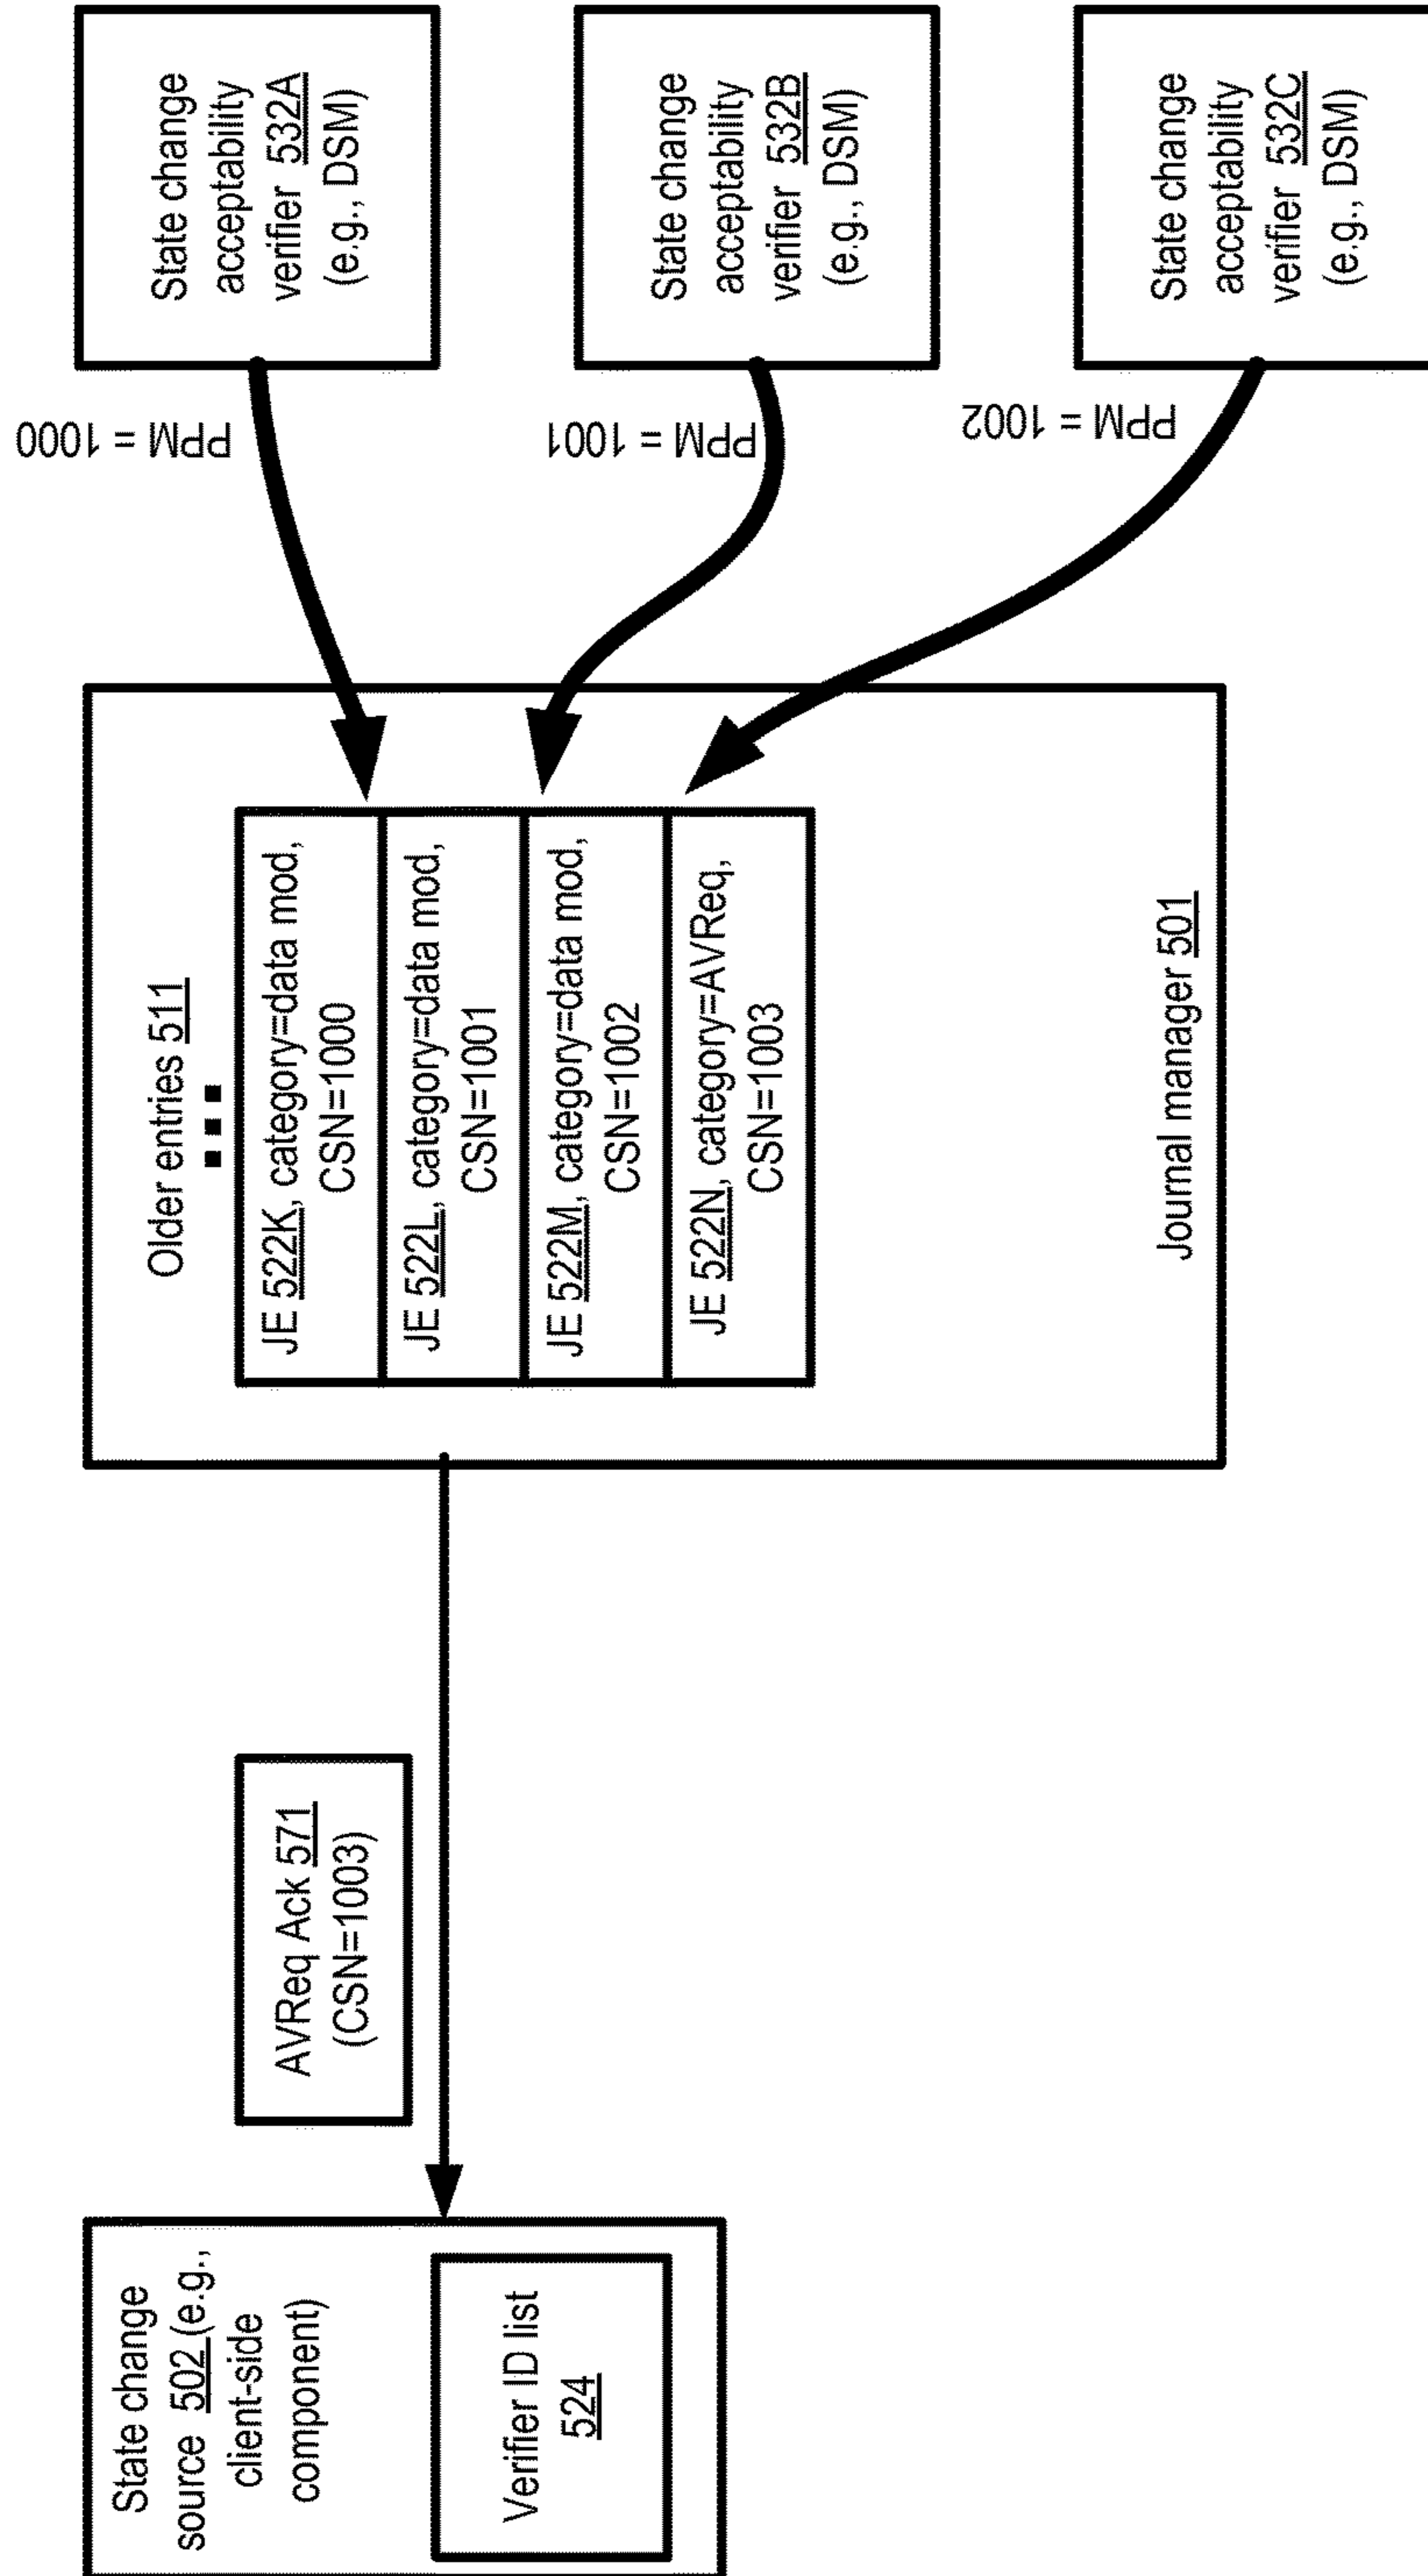 State change
source 502 (e.g.,
client-side
component)
Verifier ID list
524
AVReq Ack 571
(CSN=1003)
Older entries 511
JE 522K, category=data mod,
CSN=1000
JE 522L, category=data mod,
CSN=1001
JE 522M, category=data mod,
CSN=1002
JE 522N, category=AVReq,
CSN=1003
Journal manager 501
PPM = 1000
PPM = 1001
PPM = 1002
State change
acceptability
verifier 532A
(e.g., DSM)
State change
acceptability
verifier 532B
(e.g., DSM)
State change
acceptability
verifier 532C
(e.g., DSM)